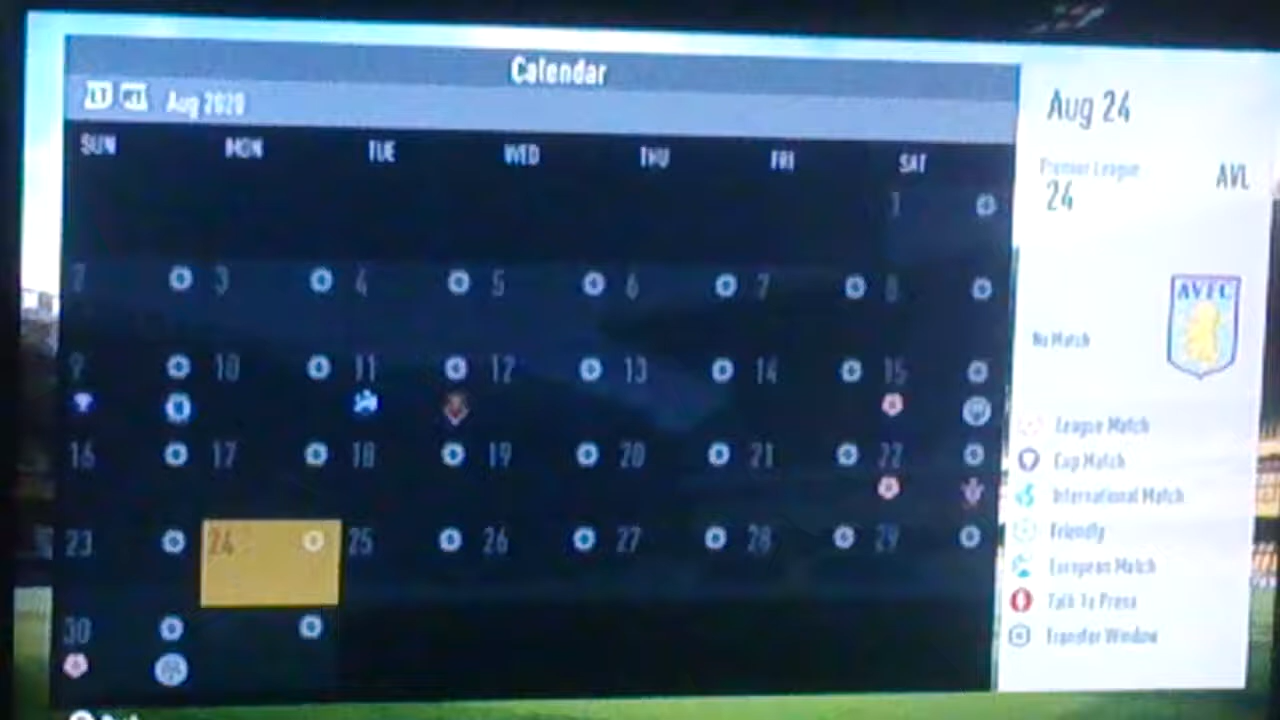 Calendar
Aug 2020
SUN MON TUE WED THU FRI SAT
1
2 3 4 5 6 7 8
9 10 11 12 13 14 15
16 17 18 19 20 21 22
23 24 25 26 27 28 29
30
Aug 24
Premier League AVL
24
AVFC
No Match
League Match
Cup Match
International Match
Friendly
European Match
Talk To Press
Transfer Window